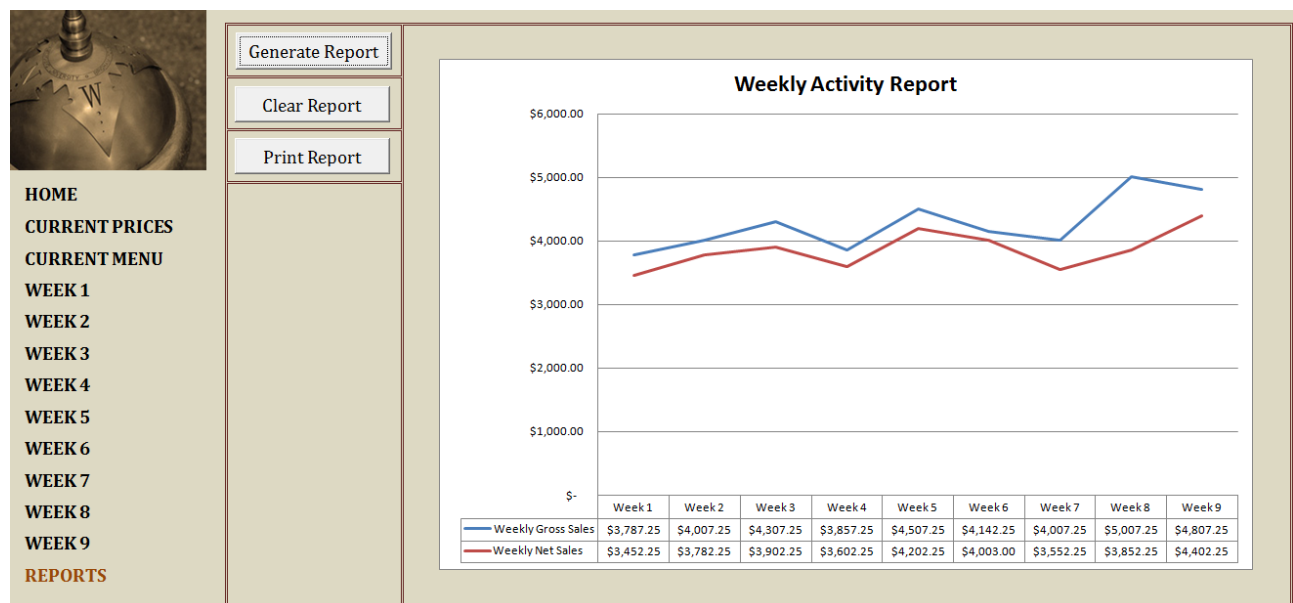 W
HOME
CURRENT PRICES
CURRENT MENU
WEEK 1
WEEK 2
WEEK 3
WEEK 4
WEEK 5
WEEK 6
WEEK 7
WEEK 8
WEEK 9
REPORTS
Generate Report
Clear Report
Print Report
Weekly Activity Report
$6,000.00
$5,000.00
$4,000.00
$3,000.00
$2,000.00
$1,000.00
$-
Week 1 Week 2 Week 3 Week 4 Week 5 Week 6 Week 7 Week 8 Week 9
Weekly Gross Sales $3,787.25 $4,007.25 $4,307.25 $3,857.25 $4,507.25 $4,142.25 $4,007.25 $5,007.25 $4,807.25
Weekly Net Sales $3,452.25 $3,782.25 $3,902.25 $3,602.25 $4,202.25 $4,003.00 $3,552.25 $3,852.25 $4,402.25